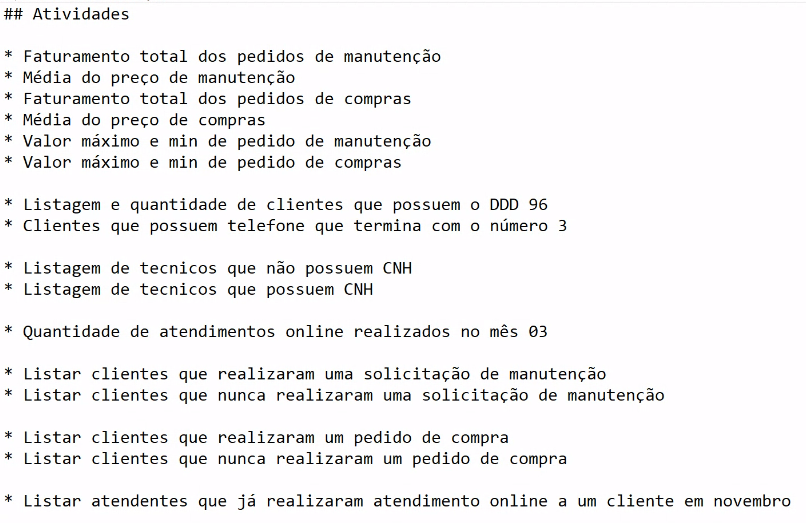 ## Atividades
* Faturamento total dos pedidos de manutenção
* Média do preço de manutenção
* Faturamento total dos pedidos de compras
* Média do preço de compras
* Valor máximo e min de pedido de manutenção
* Valor máximo e min de pedido de compras
* Listagem e quantidade de clientes que possuem o DDD 96
* Clientes que possuem telefone que termina com o número 3
* Listagem de tecnicos que não possuem CNH
* Listagem de tecnicos que possuem CNH
* Quantidade de atendimentos online realizados no mês 03
* Listar clientes que realizaram uma solicitação de manutenção
* Listar clientes que nunca realizaram uma solicitação de manutenção
* Listar clientes que realizaram um pedido de compra
* Listar clientes que nunca realizaram um pedido de compra
* Listar atendentes que já realizaram atendimento online a um cliente em novembro